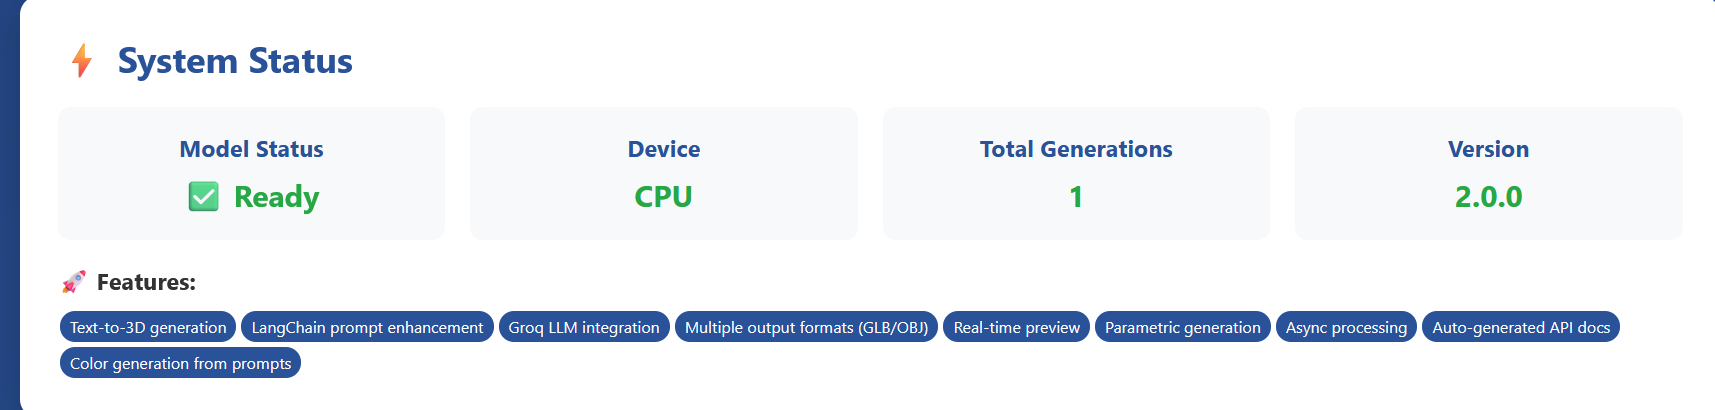 System Status
Model Status
Ready
Device
CPU
Total Generations
1
Version
2.0.0
Features:
Text-to-3D generation LangChain prompt enhancement Groq LLM integration Multiple output formats (GLB/OBJ) Real-time preview Parametric generation Async processing Auto-generated API docs
Color generation from prompts